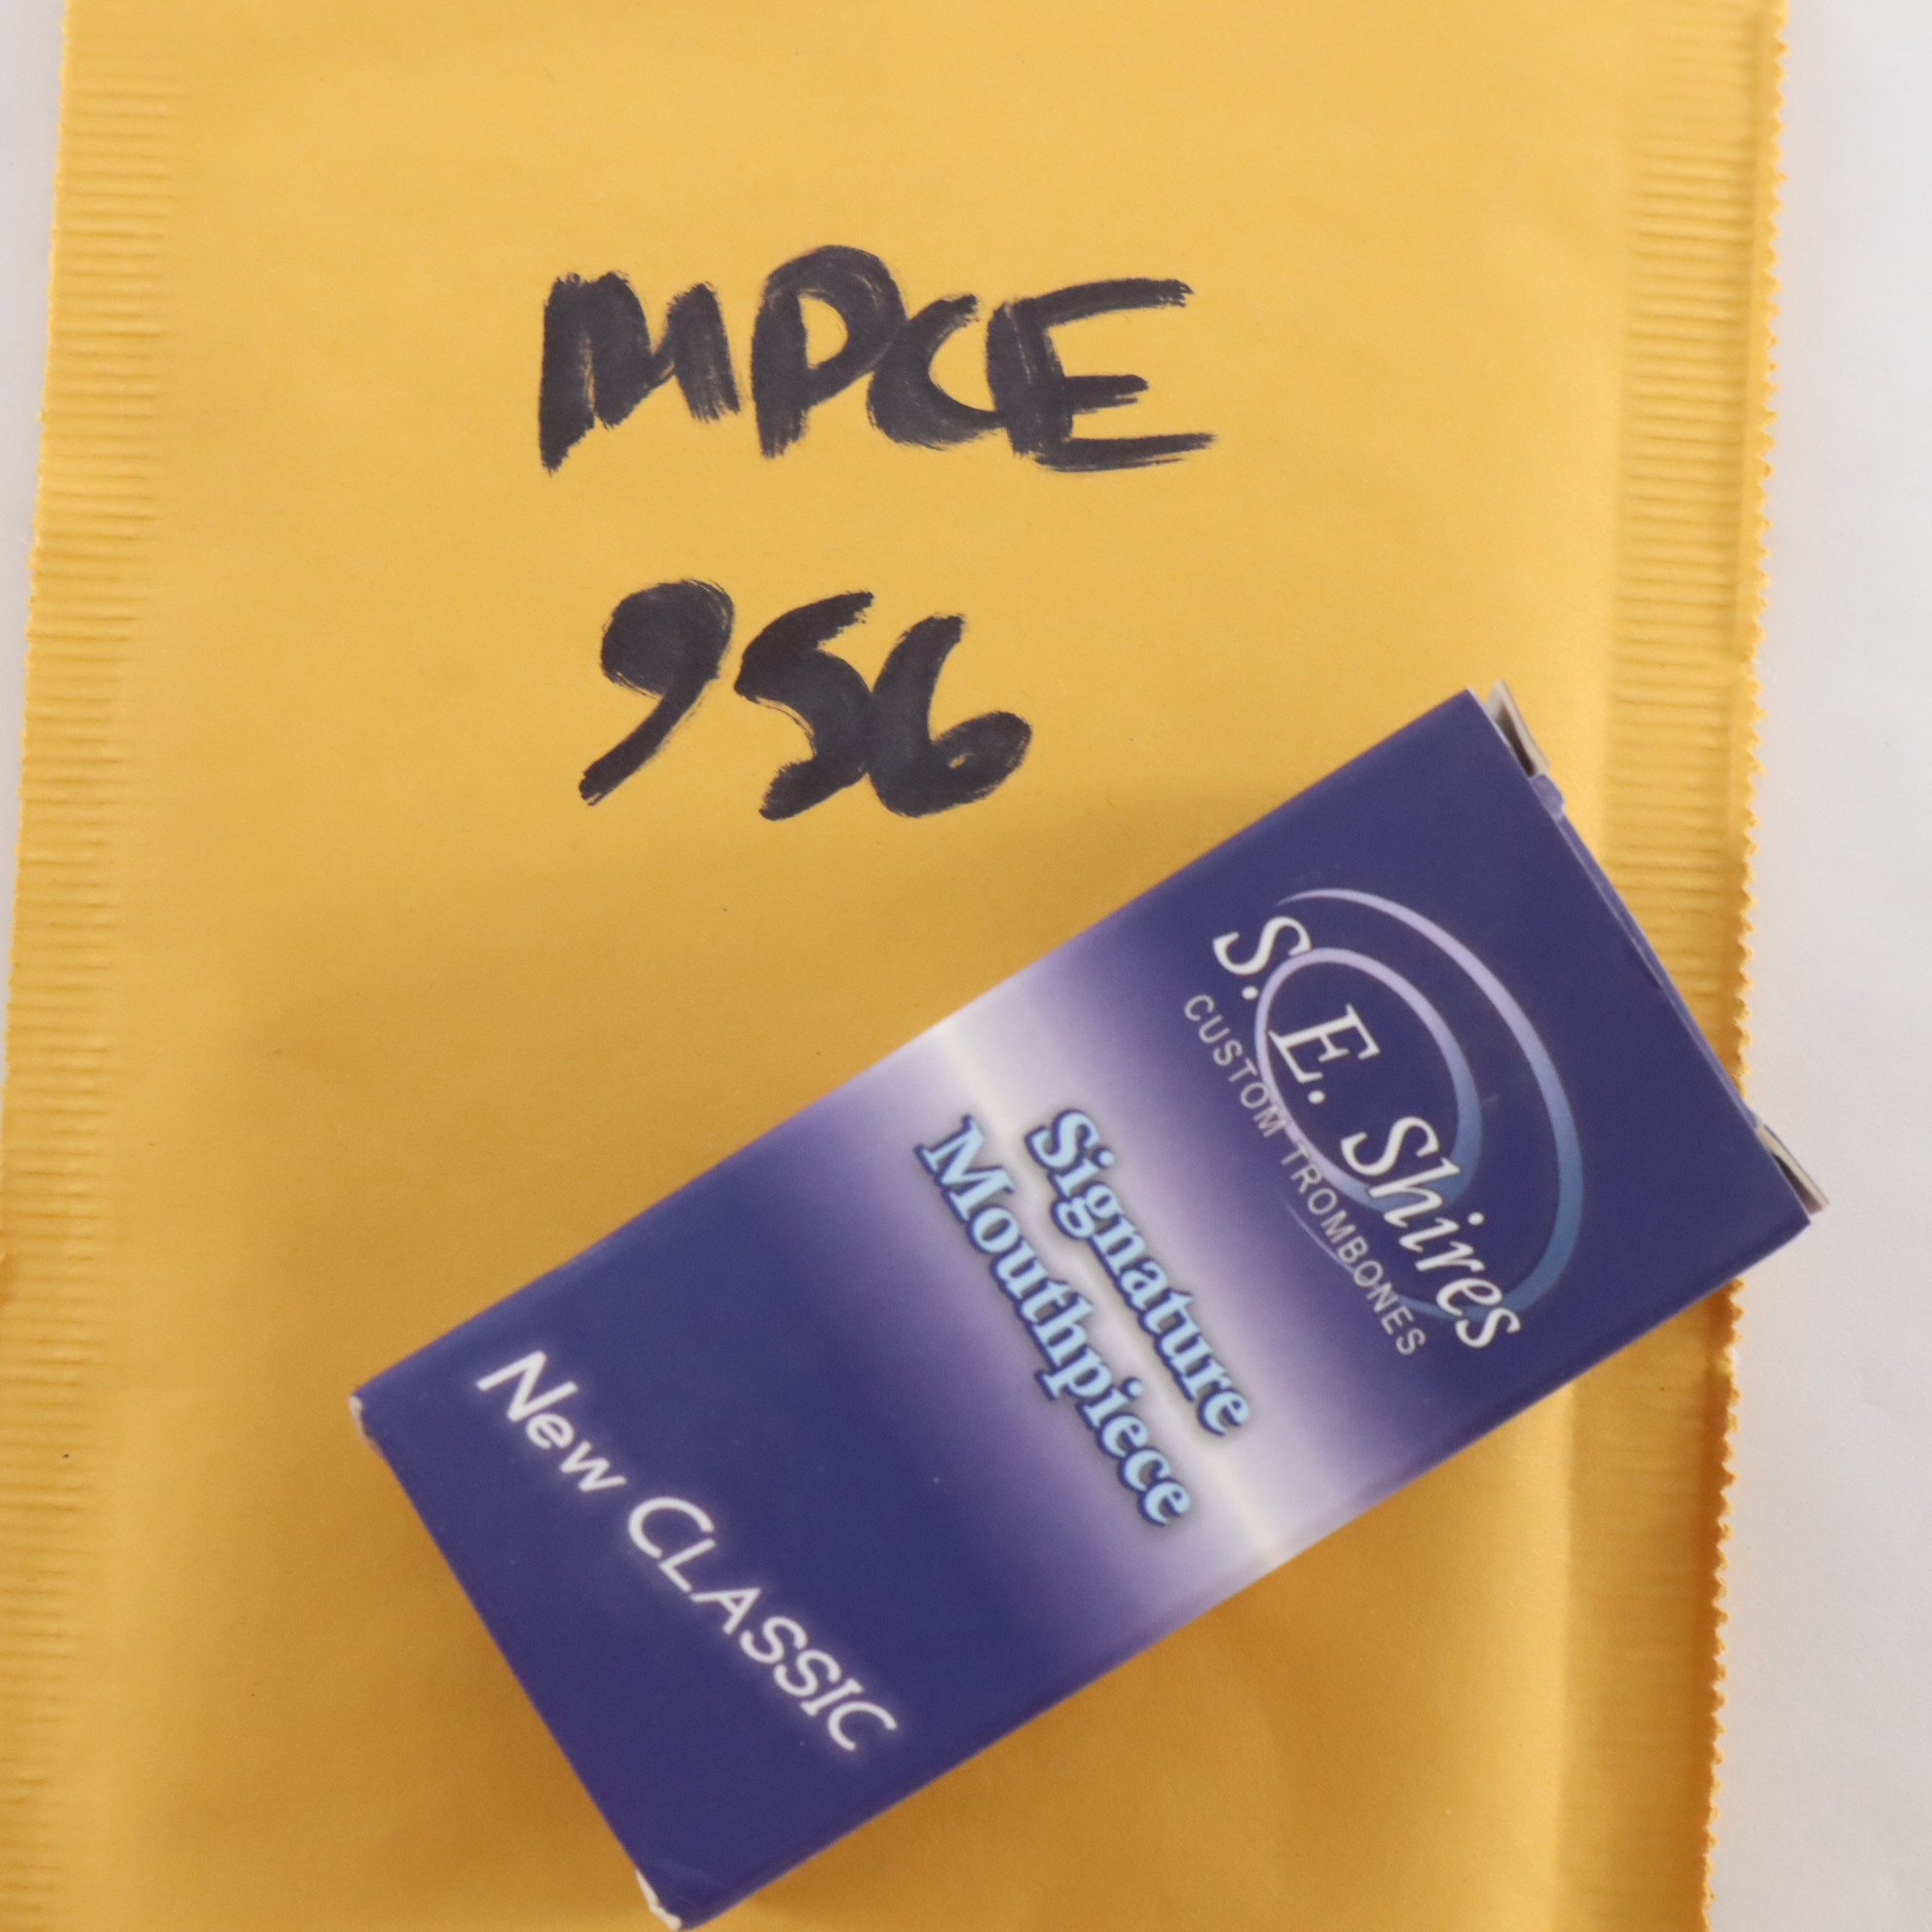 MPCE
956
S. E. Shires
CUSTOM TROMBONES
Signature
Mouthpiece
New CLASSIC